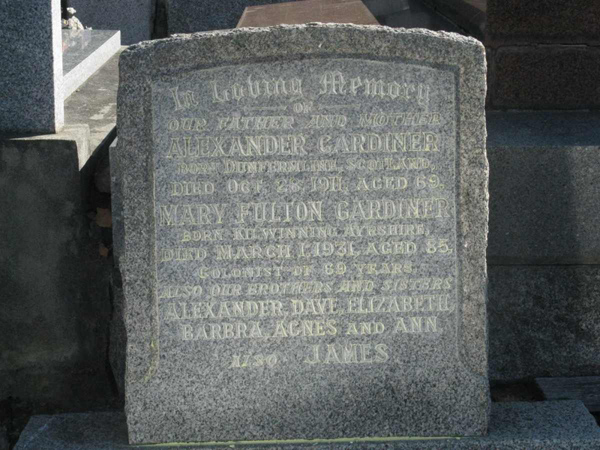 In Loving Memory
OF
OUR FATHER AND MOTHER
ALEXANDER GARDINER
BORN DUNFERMLINE, SCOTLAND,
DIED OCT. 28, 1911, AGED 69,
MARY FULTON GARDINER
BORN KILWINNING AYRSHIRE,
DIED MARCH 1, 1931, AGED 85,
COLONIST OF 69 YEARS.
ALSO OUR BROTHERS AND SISTERS
ALEXANDER, DAVE, ELIZABETH,
BARBRA, AGNES AND ANN.
ALSO JAMES